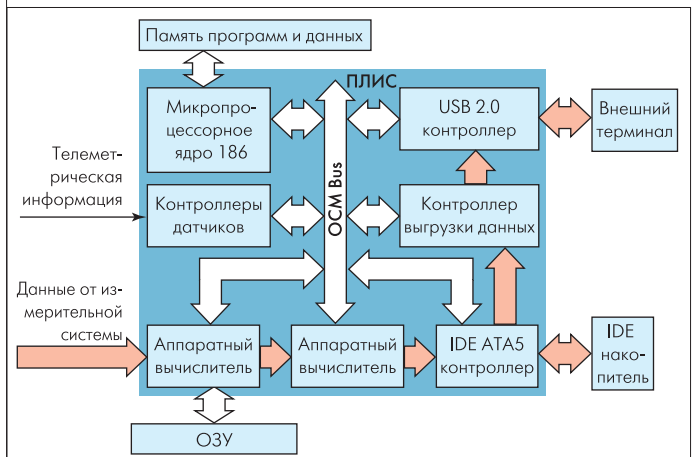 Память программ и данных
ПЛИС
Микропро-
цессорное
ядро 186
USB 2.0
контроллер
Внешний
терминал
Телемет-
рическая
информация
Контроллеры
датчиков
OCM Bus
Контроллер
выгрузки данных
Данные от из-
мерительной
системы
Аппаратный
вычислитель
Аппаратный
вычислитель
IDE ATA5
контроллер
IDE
нако-
питель
ОЗУ